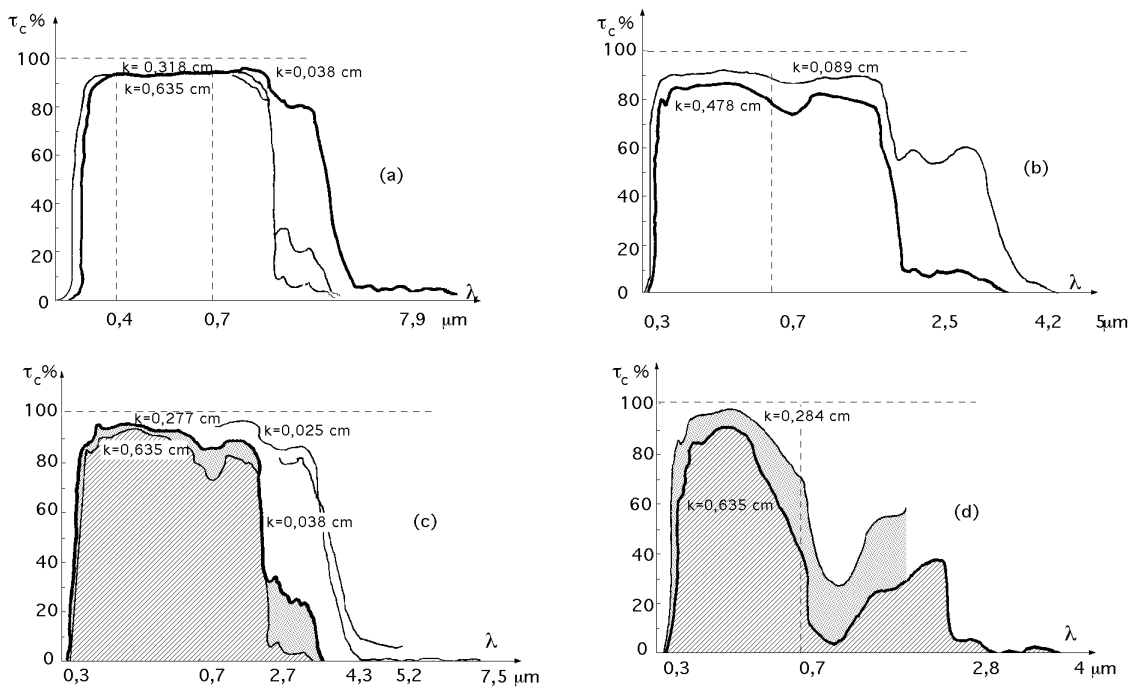 τc%
100
80
60
40
20
0
k= 0,318 cm
k=0,635 cm
k=0,038 cm
(a)
λ
0,4 0,7 7,9 μm
τc %
100
80
60
40
20
0
k=0,089 cm
k=0,478 cm
(b)
λ
0,3 0,7 2,5 4,2 5μm
τc%
100
80
60
40
20
0
k=0,277 cm
k=0,025 cm
k=0,635 cm
k=0,038 cm
(c)
λ
0,3 0,7 2,7 4,3 5,2 7,5 μm
τc %
100
80
60
40
20
0
k=0,284 cm
k=0,635 cm
(d)
λ
0,3 0,7 2,8 4 μm